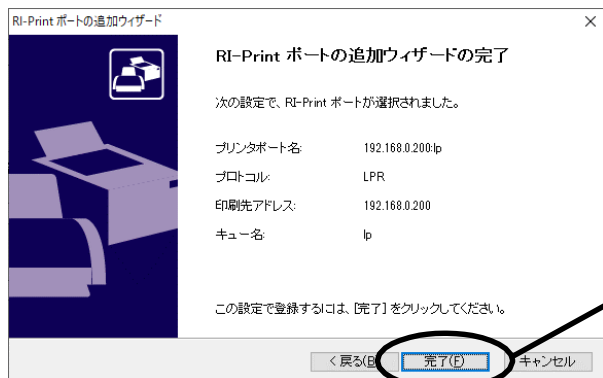 RI-Print ポートの追加ウィザード
RI-Print ポートの追加ウィザードの完了
次の設定で、RI-Print ポートが選択されました。
プリンタポート名: 192.168.0.200:lp
プロトコル: LPR
印刷先アドレス: 192.168.0.200
キュー名: lp
この設定で登録するには、[完了] をクリックしてください。
< 戻る(B 完了(F) キャンセル